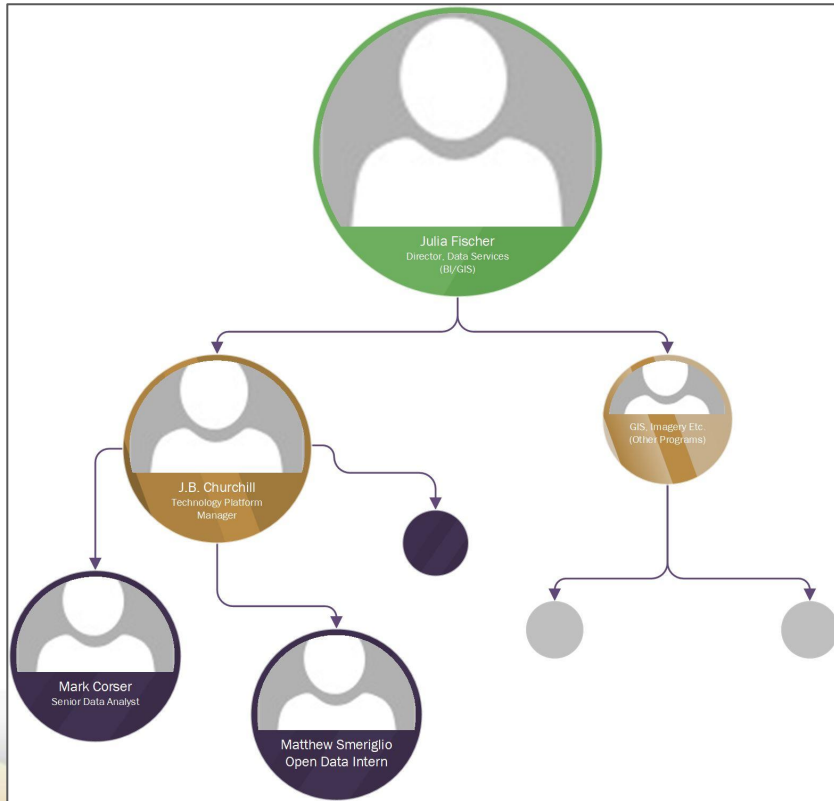 Julia Fischer
Director, Data Services
(BI/GIS)
GIS, Imagery Etc.
(Other Programs)
J.B. Churchill
Technology Platform
Manager
Mark Corser
Senior Data Analyst
Matthew Smeriglio
Open Data Intern